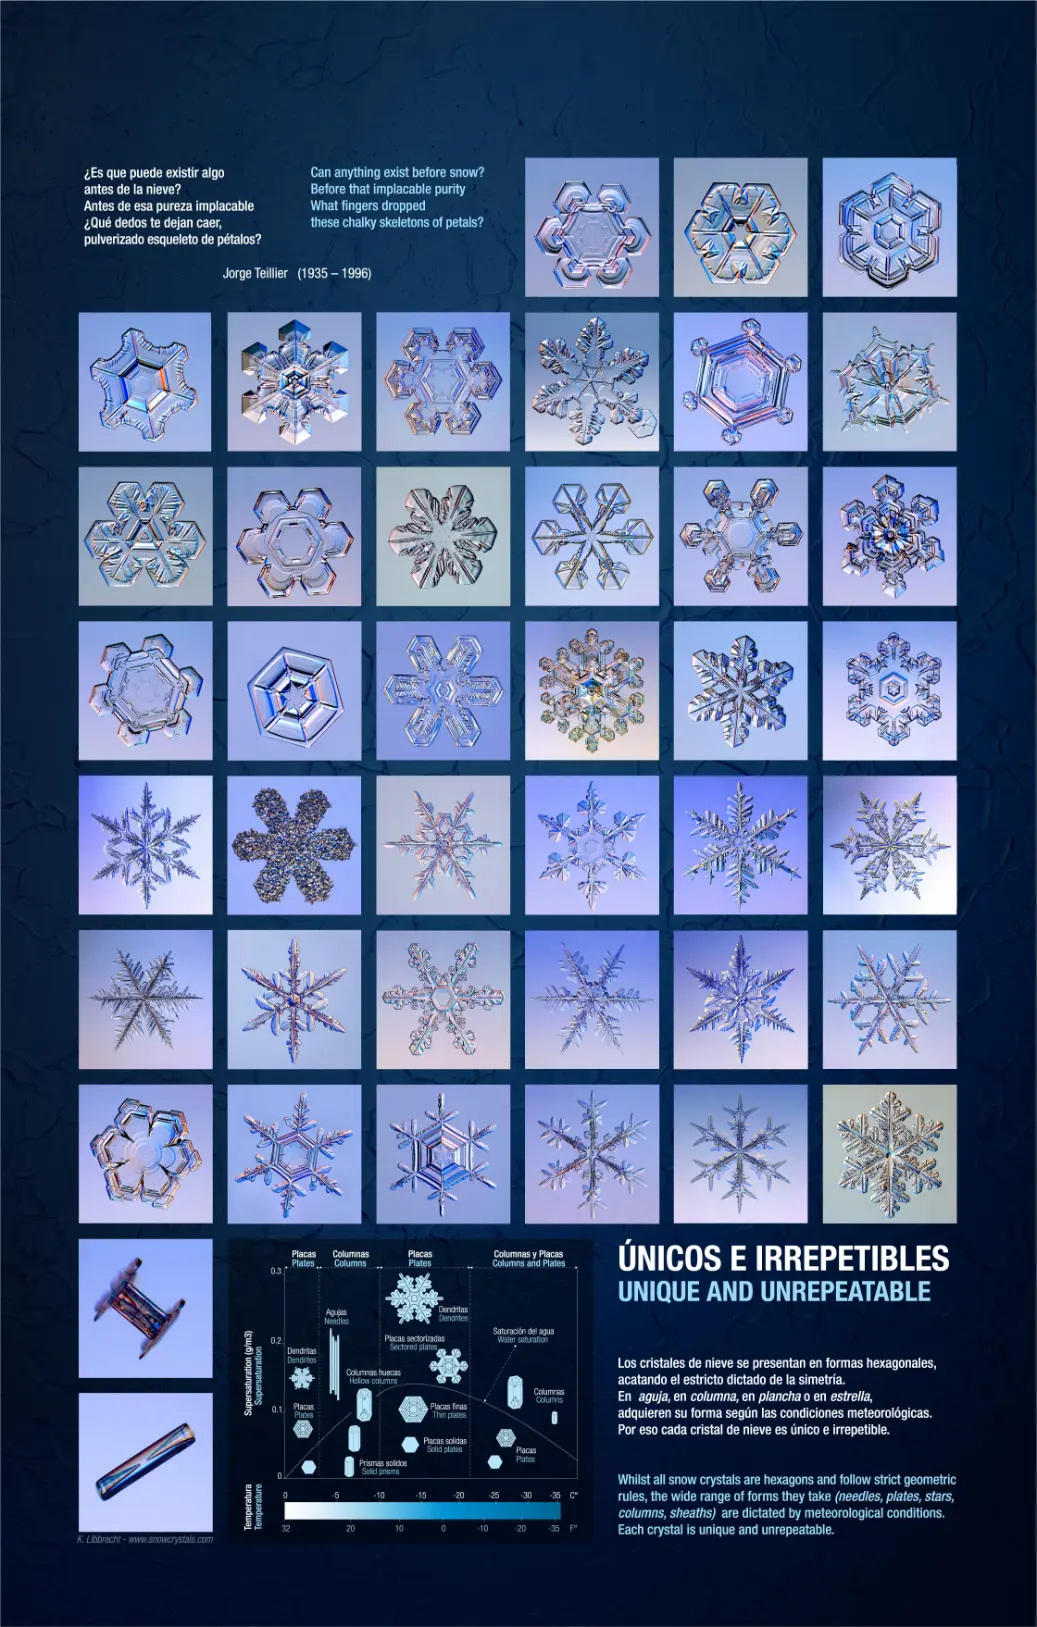 ¿Es que puede existir algo
antes de la nieve?
Antes de esa pureza implacable
¿Qué dedos te dejan caer,
pulverizado esqueleto de pétalos?
Can anything exist before snow?
Before that implacable purity
What fingers dropped
these chalky skeletons of petals?
Jorge Teillier (1935 – 1996)
Placas
Plates
Columnas
Columns
Placas
Plates
Columnas y Placas
Columns and Plates
Supersaturation (g/m3)
Supersaturation
0.3
0.2
0.1
0
Dendritas
Dendrites
Placas
Plates
Agujas
Needles
Columnas huecas
Hollow columns
Prismas solidos
Solid prisms
Dendritas
Dendrites
Placas sectorizadas
Sectored plates
Placas finas
Thin plates
Placas solidas
Solid plates
Saturación del agua
Water saturation
Columnas
Columns
Placas
Plates
Temperatura
Temperature
0 -5 -10 -15 -20 -25 -30 -35 C°
32 20 10 0 -10 -20 -35 F°
K. Libbrecht - www.snowcrystals.com
ÚNICOS E IRREPETIBLES
UNIQUE AND UNREPEATABLE
Los cristales de nieve se presentan en formas hexagonales,
acatando el estricto dictado de la simetría.
En aguja, en columna, en plancha o en estrella,
adquieren su forma según las condiciones meteorológicas.
Por eso cada cristal de nieve es único e irrepetible.
Whilst all snow crystals are hexagons and follow strict geometric
rules, the wide range of forms they take (needles, plates, stars,
columns, sheaths) are dictated by meteorological conditions.
Each crystal is unique and unrepeatable.